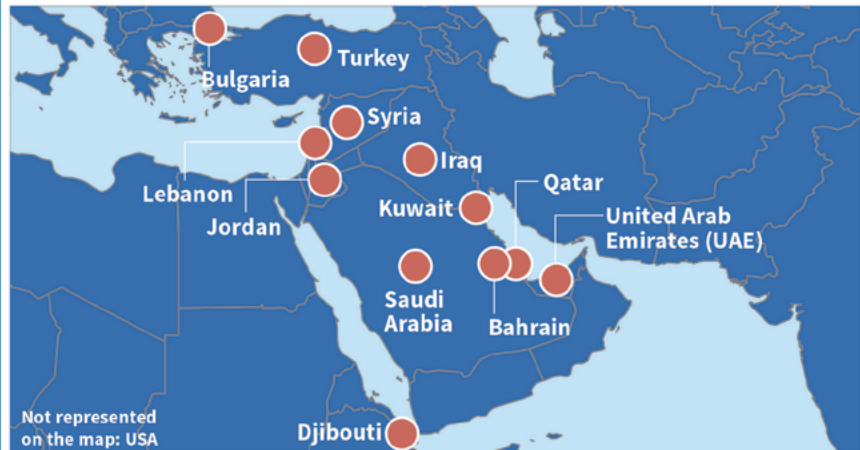 Bulgaria
Turkey
Syria
Iraq
Lebanon
Jordan
Kuwait
Qatar
United Arab
Emirates (UAE)
Saudi
Arabia
Bahrain
Not represented
on the map: USA
Djibouti